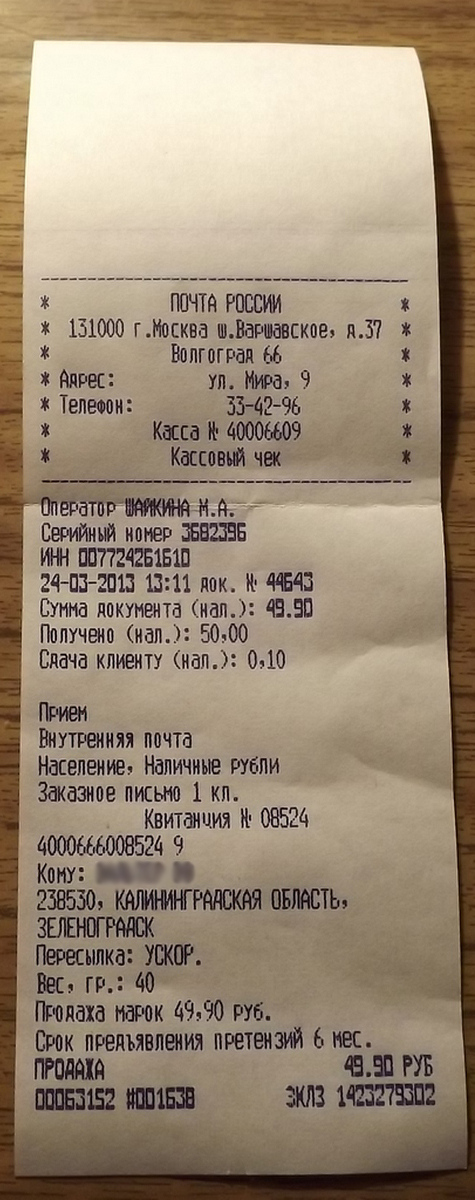 * ПОЧТА РОССИИ *
* 131000 г.Москва ш.Варшавское, д.37 *
* Волгоград 66 *
* Адрес: ул. Мира, 9 *
* Телефон: 33-42-96 *
* Касса № 40006609 *
* Кассовый чек *
Оператор ШАЙКИНА М.А.
Серийный номер 3682396
ИНН 007724261610
24-03-2013 13:11 док. № 44643
Сумма документа (нал.): 49.90
Получено (нал.): 50,00
Сдача клиенту (нал.): 0,10
Прием
Внутренняя почта
Население, Наличные рубли
Заказное письмо 1 кл.
Квитанция № 08524
4000666008524 9
Кому:
238530, КАЛИНИНГРАДСКАЯ ОБЛАСТЬ,
ЗЕЛЕНОГРАДСК
Пересылка: УСКОР.
Вес, гр.: 40
Продажа марок 49,90 руб.
Срок предъявления претензий 6 мес.
ПРОДАЖА 49.90 РУБ
00063152 #001638 ЭКЛЗ 1423279302